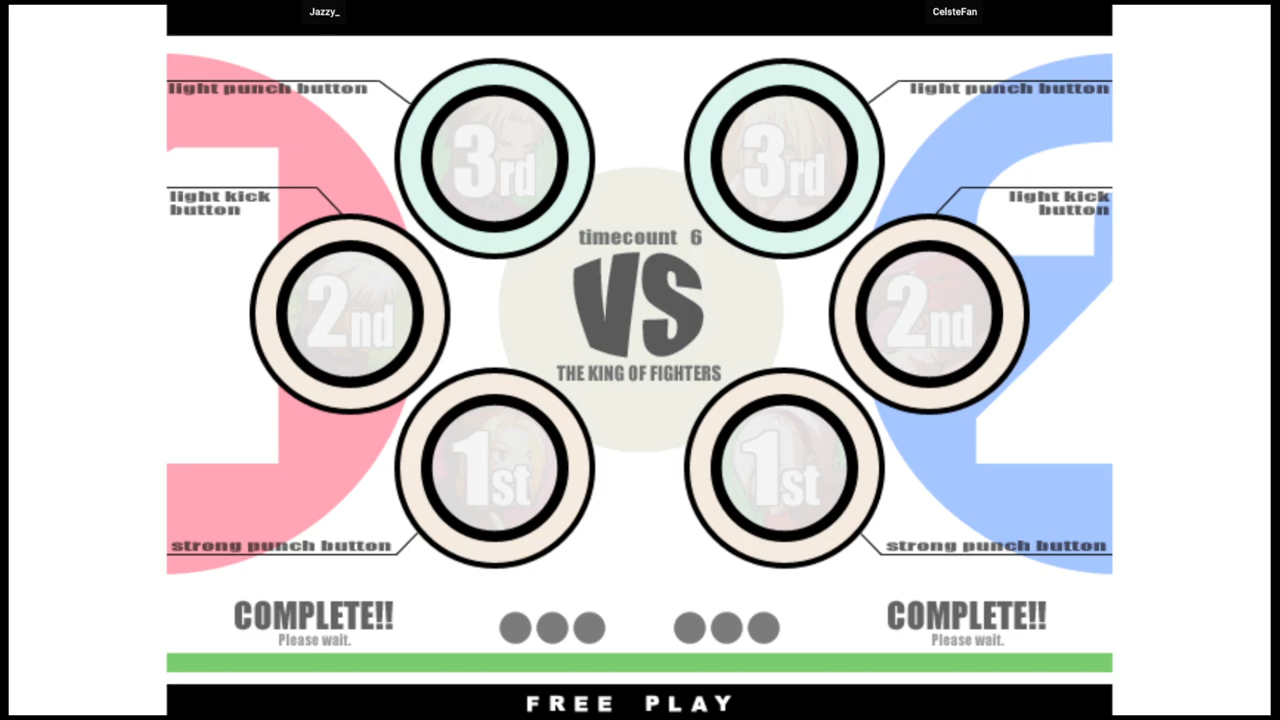 Jazzy_
CelsteFan
light punch button
light punch button
3rd
3rd
light kick
button
light kick
button
timecount 6
VS
THE KING OF FIGHTERS
2nd
2nd
1st
1st
strong punch button
strong punch button
COMPLETE!!
Please wait.
COMPLETE!!
Please wait.
FREE PLAY